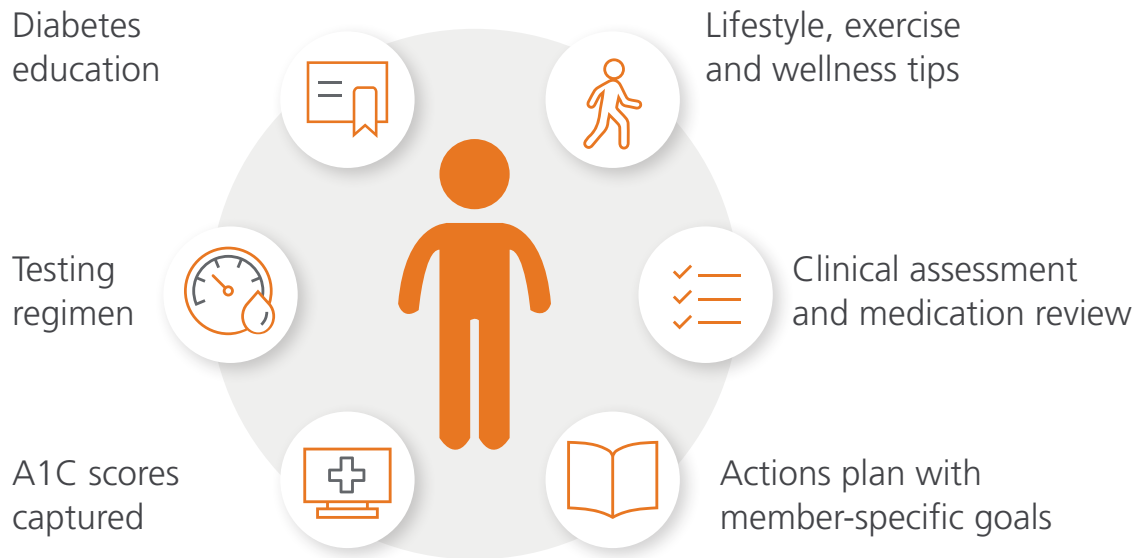 Diabetes
education
Lifestyle, exercise
and wellness tips
Testing
regimen
Clinical assessment
and medication review
A1C scores
captured
Actions plan with
member-specific goals